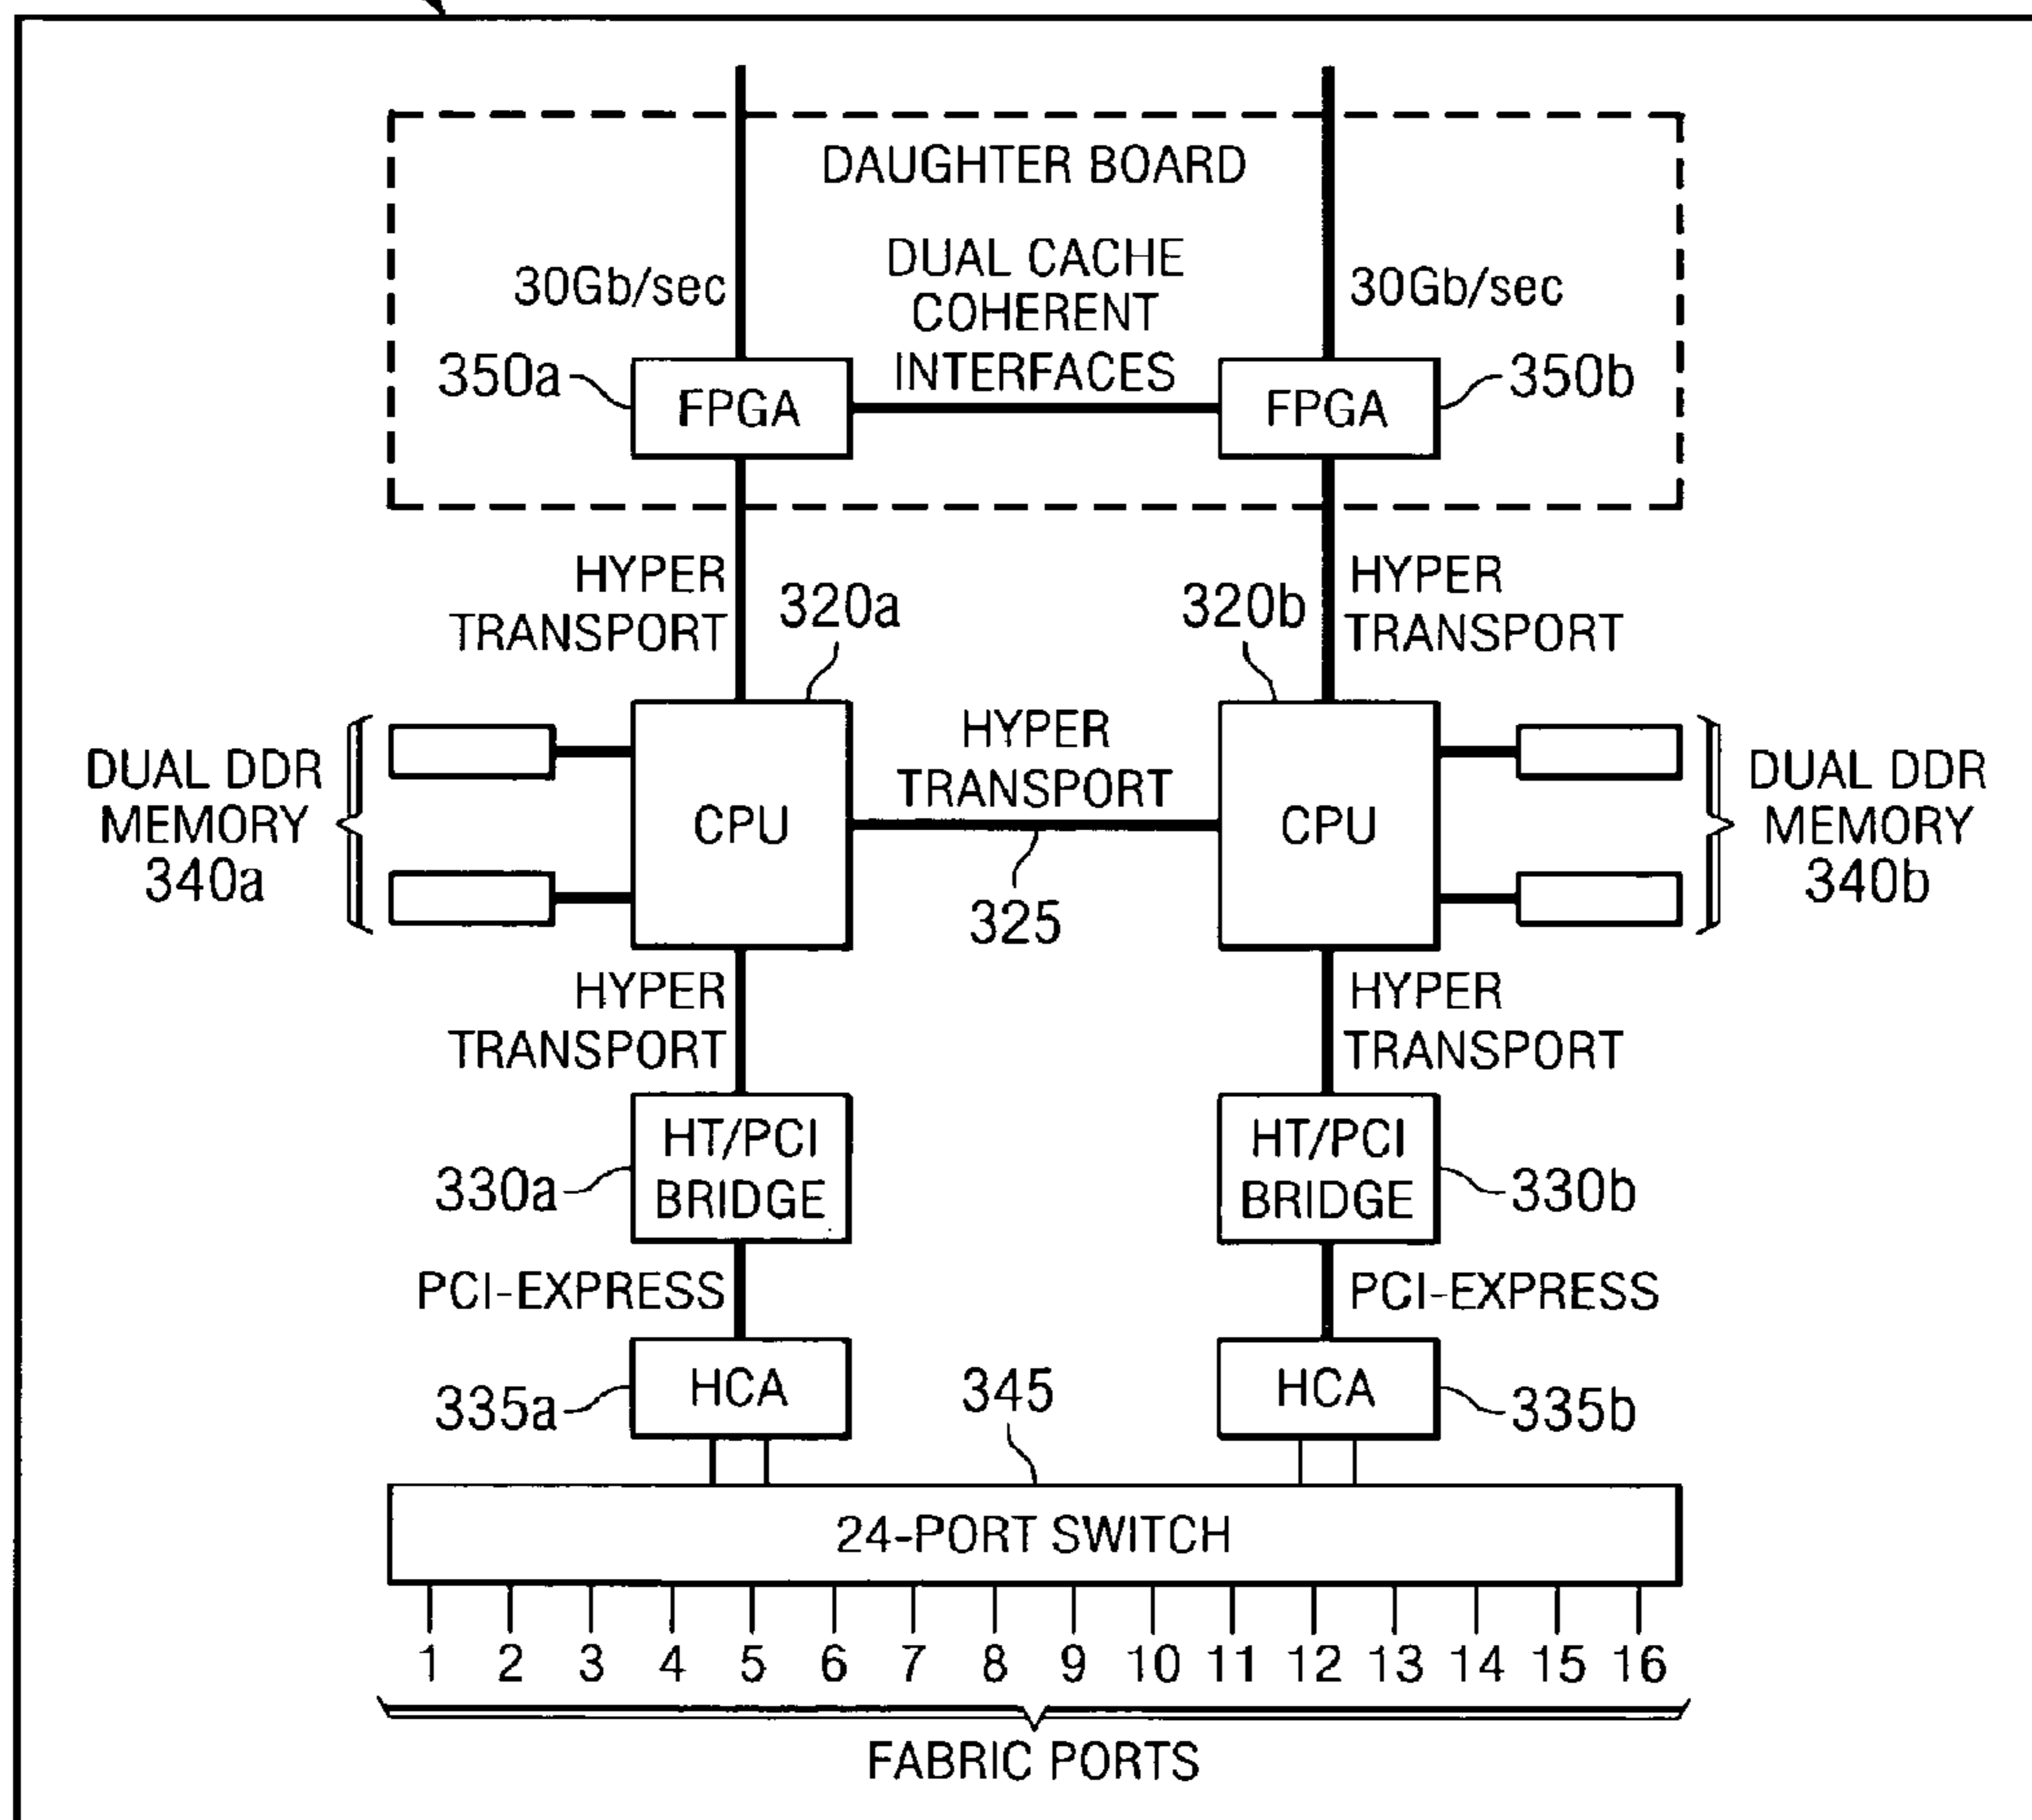 DAUGHTER BOARD
DUAL CACHE
COHERENT
INTERFACES
30Gb/sec
30Gb/sec
350a
FPGA
FPGA
350b
HYPER
TRANSPORT
320a
320b
HYPER
TRANSPORT
DUAL DDR
MEMORY
340a
CPU
HYPER
TRANSPORT
325
CPU
DUAL DDR
MEMORY
340b
HYPER
TRANSPORT
HYPER
TRANSPORT
330a
HT/PCI
BRIDGE
HT/PCI
BRIDGE
330b
PCI-EXPRESS
PCI-EXPRESS
335a
HCA
345
HCA
335b
24-PORT SWITCH
1 2 3 4 5 6 7 8 9 10 11 12 13 14 15 16
FABRIC PORTS